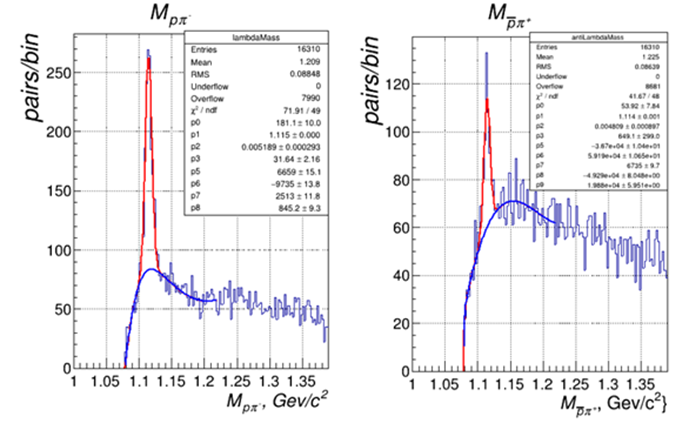 M_pπ⁻
lambdaMass
Entries 16310
Mean 1.209
RMS 0.08848
Underflow 0
Overflow 7990
χ² / ndf 71.91 / 49
p0 181.1 ± 10.0
p1 1.115 ± 0.000
p2 0.005189 ± 0.000293
p3 31.64 ± 2.16
p5 6659 ± 15.1
p6 -9735 ± 13.8
p7 2513 ± 11.8
p8 845.2 ± 9.3
pairs/bin
250
200
150
100
50
0
1 1.05 1.1 1.15 1.2 1.25 1.3 1.35
M_pπ⁻, Gev/c²
M_p̅π⁺
antiLambdaMass
Entries 16310
Mean 1.225
RMS 0.08639
Underflow 0
Overflow 8681
χ² / ndf 41.67 / 48
p0 53.92 ± 7.84
p1 1.114 ± 0.001
p2 0.004809 ± 0.000897
p3 649.1 ± 299.0
p5 -3.87e+04 ± 1.04e+01
p6 5.919e+04 ± 1.065e+01
p7 6735 ± 9.7
p8 -4.929e+04 ± 8.048e+00
p9 1.988e+04 ± 5.951e+00
pairs/bin
120
100
80
60
40
20
0
1 1.05 1.1 1.15 1.2 1.25 1.3 1.35
M_p̅π⁺, Gev/c²}